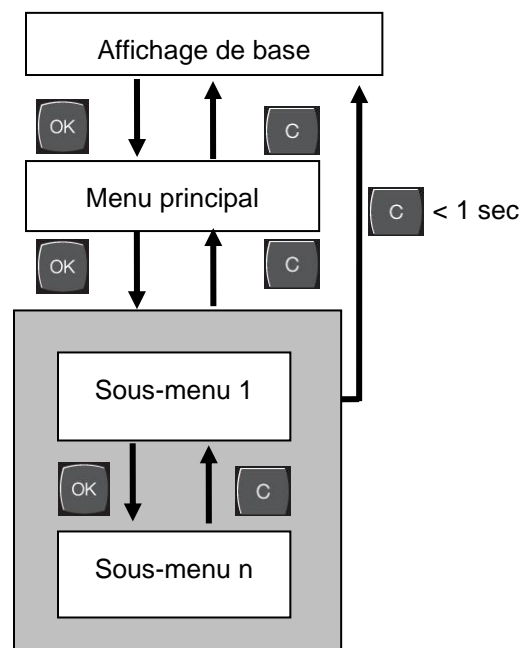 Affichage de base
OK
C
Menu principal
C < 1 sec
OK
C
Sous-menu 1
OK
C
Sous-menu n